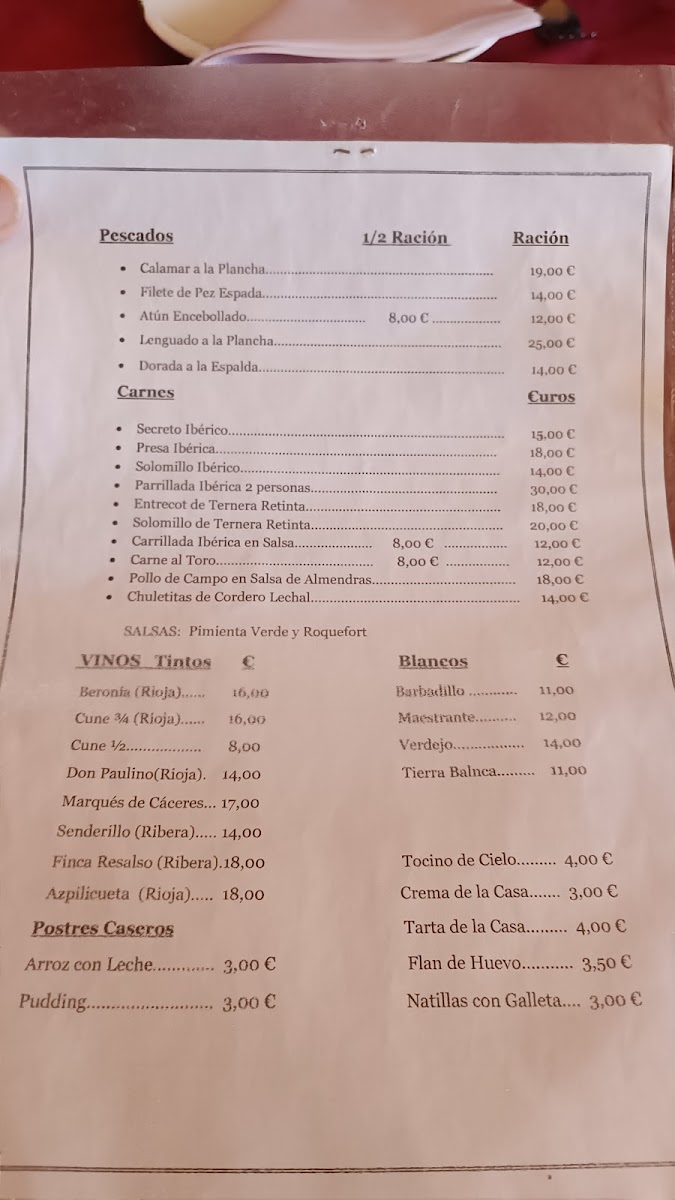 Pescados 1/2 Ración Ración
• Calamar a la Plancha.......................................................... 19,00 €
• Filete de Pez Espada............................................................ 14,00 €
• Atún Encebollado............................... 8,00 € .................. 12,00 €
• Lenguado a la Plancha.......................................................... 25,00 €
• Dorada a la Espalda............................................................... 14,00 €
Carnes €uros
• Secreto Ibérico....................................................................... 15,00 €
• Presa Ibérica........................................................................ 18,00 €
• Solomillo Ibérico.................................................................. 14,00 €
• Parrillada Ibérica 2 personas................................................ 30,00 €
• Entrecot de Ternera Retinta................................................... 18,00 €
• Solomillo de Ternera Retinta.................................................. 20,00 €
• Carrillada Ibérica en Salsa.................... 8,00 € ................ 12,00 €
• Carne al Toro........................................ 8,00 € ................ 12,00 €
• Pollo de Campo en Salsa de Almendras..................................... 18,00 €
• Chuletitas de Cordero Lechal..................................................... 14,00 €
SALSAS: Pimienta Verde y Roquefort
VINOS Tintos € Blancos €
Beronia (Rioja)...... 16,00 Barbadillo ............ 11,00
Cune ¾ (Rioja)...... 16,00 Maestrante.......... 12,00
Cune ½.................. 8,00 Verdejo................. 14,00
Don Paulino(Rioja). 14,00 Tierra Balnca......... 11,00
Marqués de Cáceres... 17,00
Senderillo (Ribera)..... 14,00
Finca Resalso (Ribera).18,00 Tocino de Cielo......... 4,00 €
Azpilicueta (Rioja)..... 18,00 Crema de la Casa....... 3,00 €
Postres Caseros Tarta de la Casa......... 4,00 €
Arroz con Leche............. 3,00 € Flan de Huevo........... 3,50 €
Pudding.......................... 3,00 € Natillas con Galleta.... 3,00 €